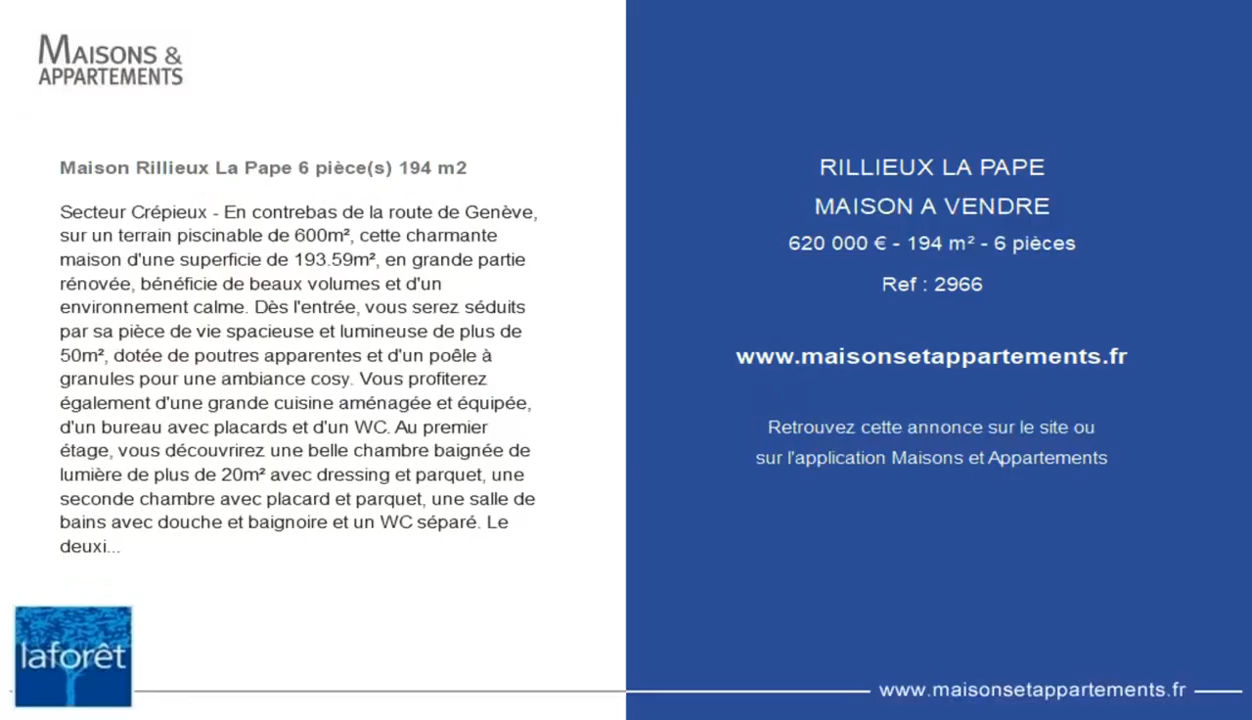 MAISONS &
APPARTEMENTS
Maison Rillieux La Pape 6 pièce(s) 194 m2
Secteur Crépieux - En contrebas de la route de Genève,
sur un terrain piscinable de 600m², cette charmante
maison d'une superficie de 193.59m², en grande partie
rénovée, bénéficie de beaux volumes et d'un
environnement calme. Dès l'entrée, vous serez séduits
par sa pièce de vie spacieuse et lumineuse de plus de
50m², dotée de poutres apparentes et d'un poêle à
granules pour une ambiance cosy. Vous profiterez
également d'une grande cuisine aménagée et équipée,
d'un bureau avec placards et d'un WC. Au premier
étage, vous découvrirez une belle chambre baignée de
lumière de plus de 20m² avec dressing et parquet, une
seconde chambre avec placard et parquet, une salle de
bains avec douche et baignoire et un WC séparé. Le
deuxi...
laforêt
RILLIEUX LA PAPE
MAISON A VENDRE
620 000 € - 194 m² - 6 pièces
Ref : 2966
www.maisonsetappartements.fr
Retrouvez cette annonce sur le site ou
sur l'application Maisons et Appartements
www.maisonsetappartements.fr